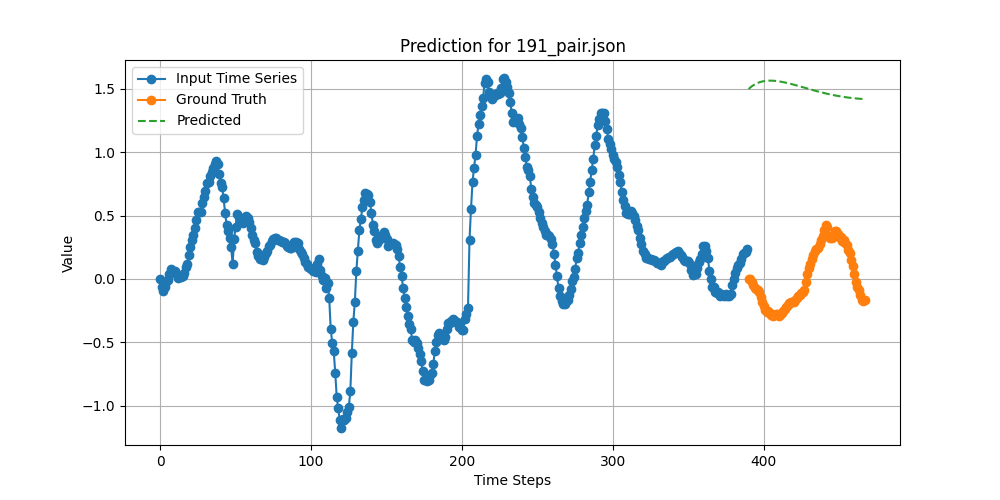 Prediction for 191_pair.json
Input Time Series
Ground Truth
Predicted
1.5
1.0
0.5
0.0
−0.5
−1.0
Value
0 100 200 300 400
Time Steps